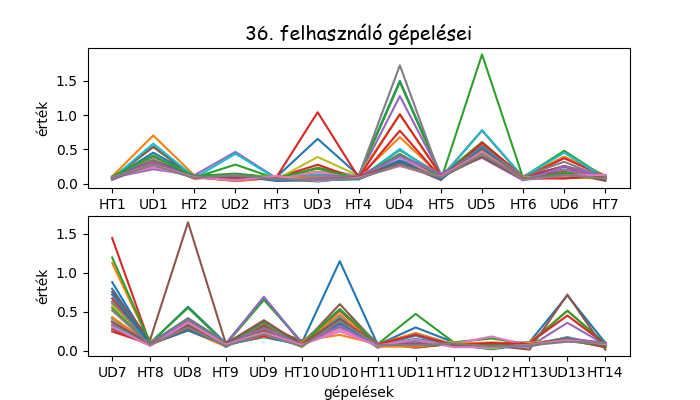 36. felhasználó gépelései
érték
1.5
1.0
0.5
0.0
HT1 UD1 HT2 UD2 HT3 UD3 HT4 UD4 HT5 UD5 HT6 UD6 HT7
érték
1.5
1.0
0.5
0.0
UD7 HT8 UD8 HT9 UD9 HT10 UD10 HT11 UD11 HT12 UD12 HT13 UD13 HT14
gépelések